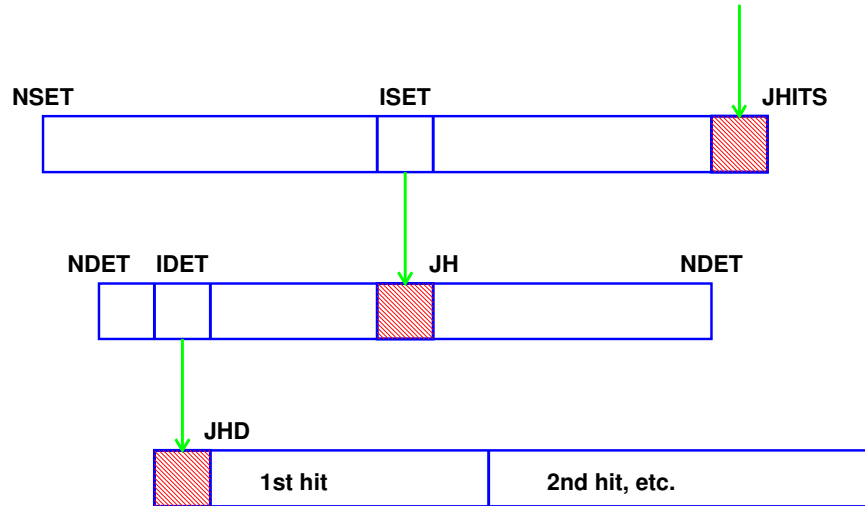 NSET ISET JHITS
NDET IDET JH NDET
JHD
1st hit 2nd hit, etc.